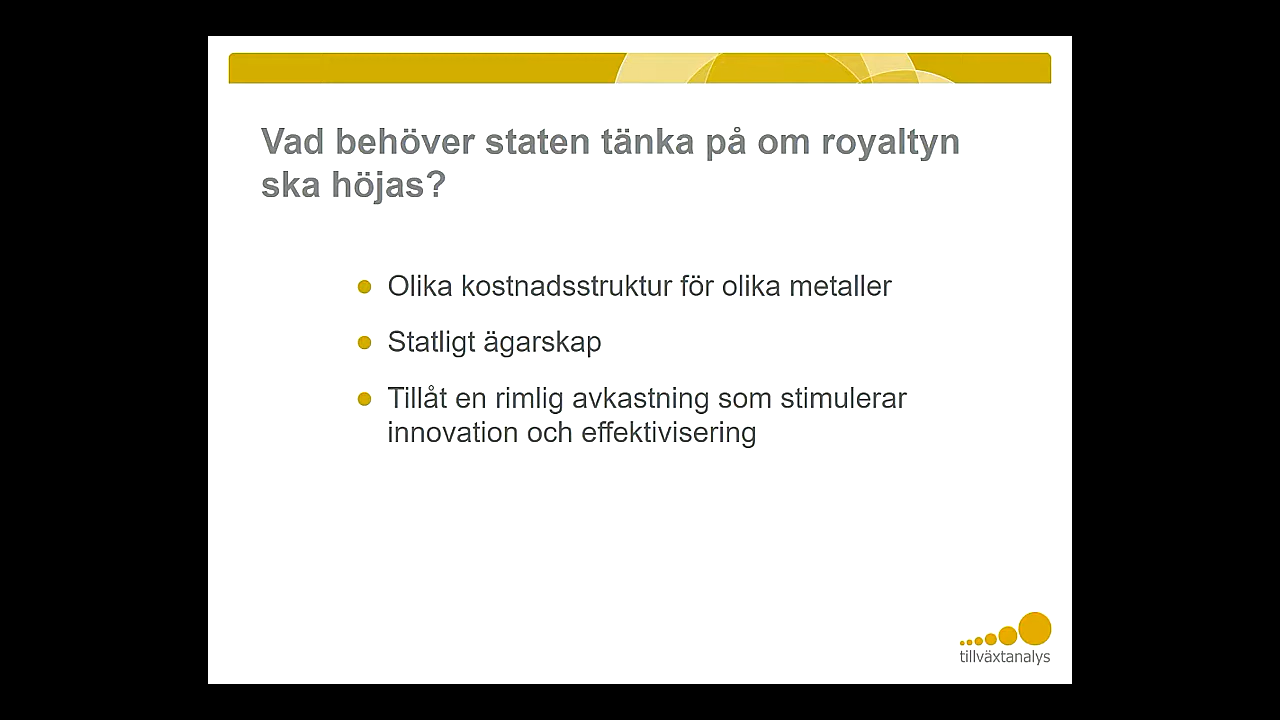 Vad behöver staten tänka på om royaltyn
ska höjas?
Olika kostnadsstruktur för olika metaller
Statligt ägarskap
Tillåt en rimlig avkastning som stimulerar
innovation och effektivisering
tillväxtanalys